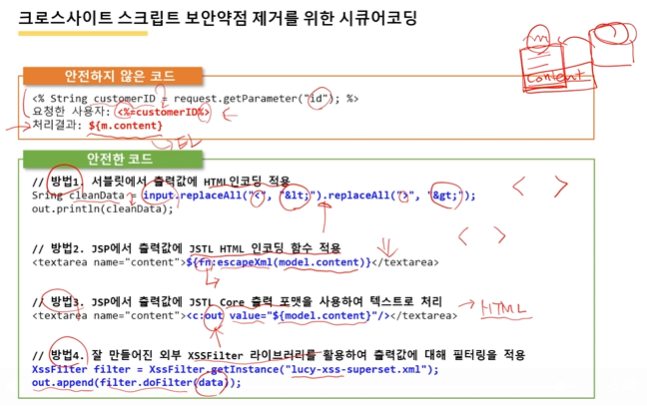 크로스사이트 스크립트 보안약점 제거를 위한 시큐어코딩
content
안전하지 않은 코드
<% String customerID = request.getParameter("id"); %>
요청한 사용자: <%=customerID%>
처리결과: ${m.content}
EL
안전한 코드
// 방법1. 서블릿에서 출력값에 HTML인코딩 적용
Sring cleanData = input.replaceAll("<", "&lt;").replaceAll(">", "&gt;");
out.println(cleanData);
< >
< >
// 방법2. JSP에서 출력값에 JSTL HTML 인코딩 함수 적용
<textarea name="content">${fn:escapeXml(model.content)}</textarea>
// 방법3. JSP에서 출력값에 JSTL Core 출력 포맷을 사용하여 텍스트로 처리
<textarea name="content"><c:out value="${model.content}"/></textarea>
HTML
// 방법4. 잘 만들어진 외부 XSSFilter 라이브러리를 활용하여 출력값에 대해 필터링을 적용
XssFilter filter = XssFilter.getInstance("lucy-xss-superset.xml");
out.append(filter.doFilter(data));